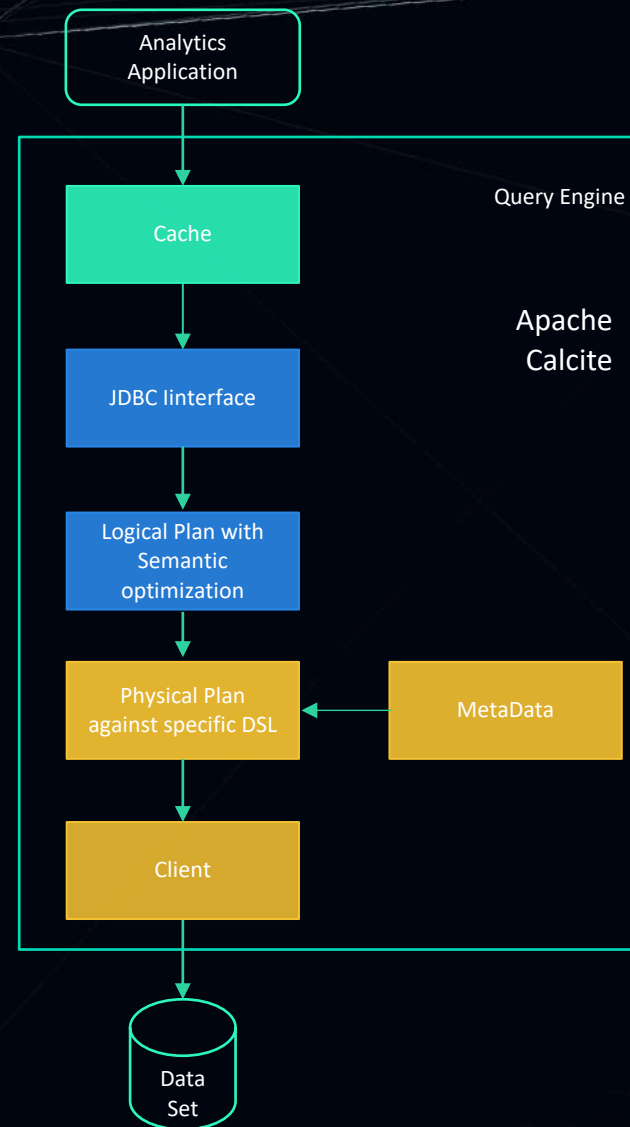 Analytics
Application
Query Engine
Cache
Apache
Calcite
JDBC Iinterface
Logical Plan with
Semantic
optimization
Physical Plan
against specific DSL
MetaData
Client
Data
Set